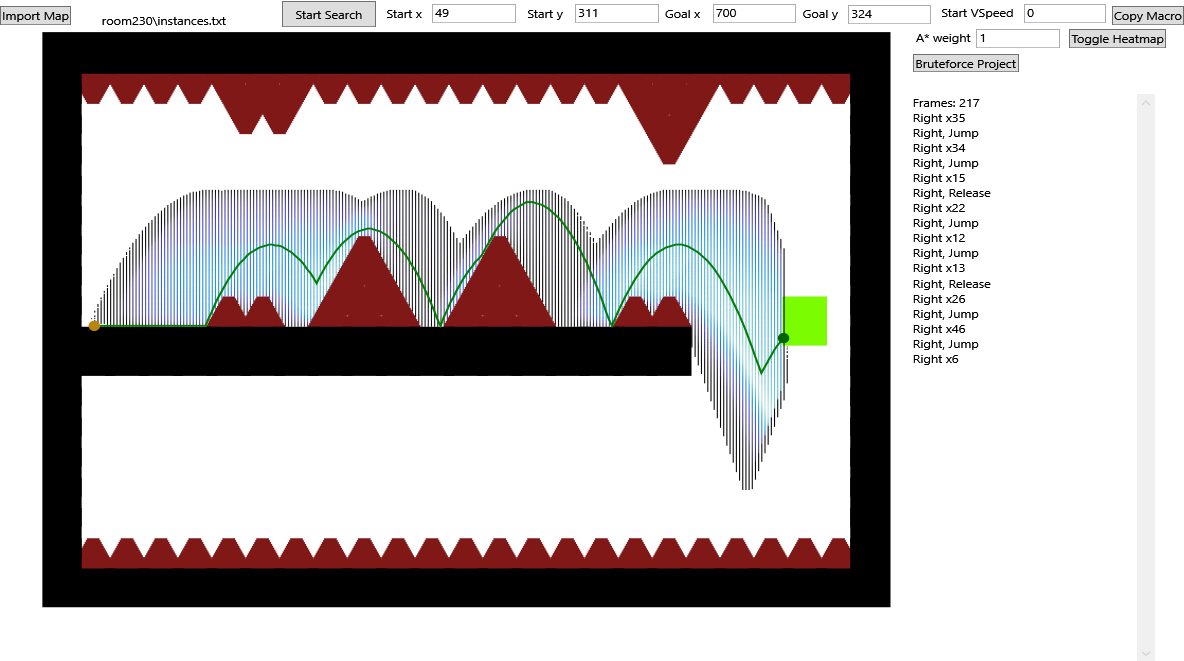 Import Map
room230\instances.txt
Start Search
Start x 49 Start y 311 Goal x 700 Goal y 324 Start VSpeed 0 Copy Macro
A* weight 1 Toggle Heatmap
Bruteforce Project
Frames: 217
Right x35
Right, Jump
Right x34
Right, Jump
Right x15
Right, Release
Right x22
Right, Jump
Right x12
Right, Jump
Right x13
Right, Release
Right x26
Right, Jump
Right x46
Right, Jump
Right x6